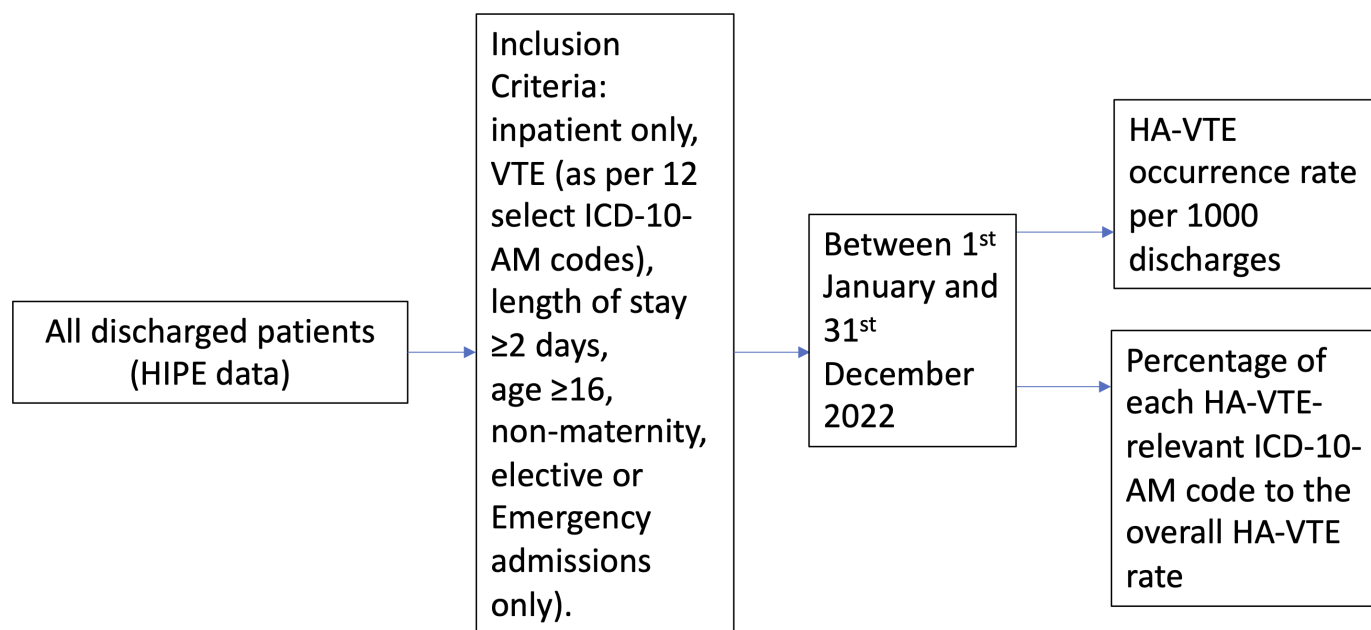 All discharged patients
(HIPE data)
Inclusion
Criteria:
inpatient only,
VTE (as per 12
select ICD-10-
AM codes),
length of stay
≥2 days,
age ≥16,
non-maternity,
elective or
Emergency
admissions
only).
Between 1st
January and
31st
December
2022
HA-VTE
occurrence rate
per 1000
discharges
Percentage of
each HA-VTE-
relevant ICD-10-
AM code to the
overall HA-VTE
rate